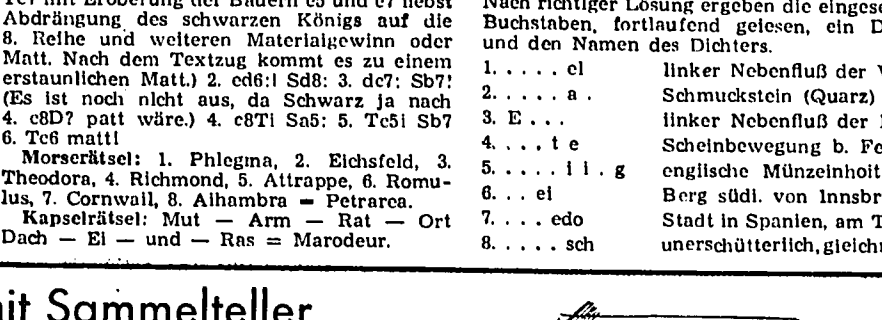 Tc7 mit Eroberung der Bauern c5 und e7 nebst
Abdrängung des schwarzen Königs auf die
8. Reihe und weiteren Materialgewinn oder
Matt. Nach dem Textzug kommt es zu einem
erstaunlichen Matt.) 2. ed6:! Sd8: 3. dc7: Sb7!
(Es ist noch nicht aus, da Schwarz ja nach
4. c8D? patt wäre.) 4. c8T! Sa5: 5. Tc5! Sb7
6. Tc6 matt!
Morserätsel: 1. Phlegma, 2. Eichsfeld, 3.
Theodora, 4. Richmond, 5. Attrappe, 6. Romu-
lus, 7. Cornwall, 8. Alhambra = Petrarca.
Kapselrätsel: Mut — Arm — Rat — Ort
Dach — Ei — und — Ras = Marodeur.
Nach richtiger Lösung ergeben die eingese
Buchstaben, fortlaufend gelesen, ein D
und den Namen des Dichters.
1. . . . . el linker Nebenfluß der
2. . . . . a . Schmuckstein (Quarz)
3. E . . . linker Nebenfluß der
4. . . . t e Scheinbewegung b. Fe
5. . . . . l i . g englische Münzeinheit
6. . . ei Berg südl. von Innsbr
7. . . . edo Stadt in Spanien, am T
8. . . . . sch unerschütterlich, gleich
mit Sammelteller